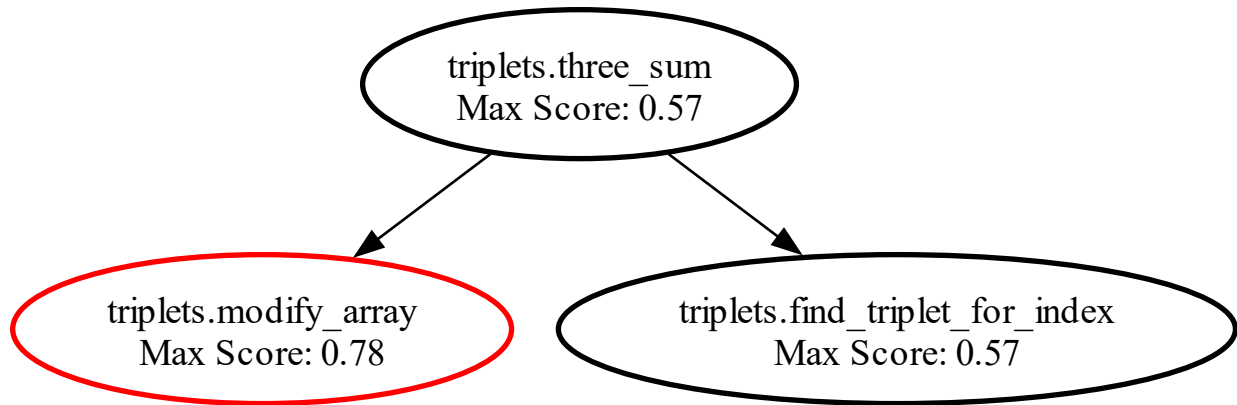 triplets.three_sum
Max Score: 0.57
triplets.modify_array
Max Score: 0.78
triplets.find_triplet_for_index
Max Score: 0.57